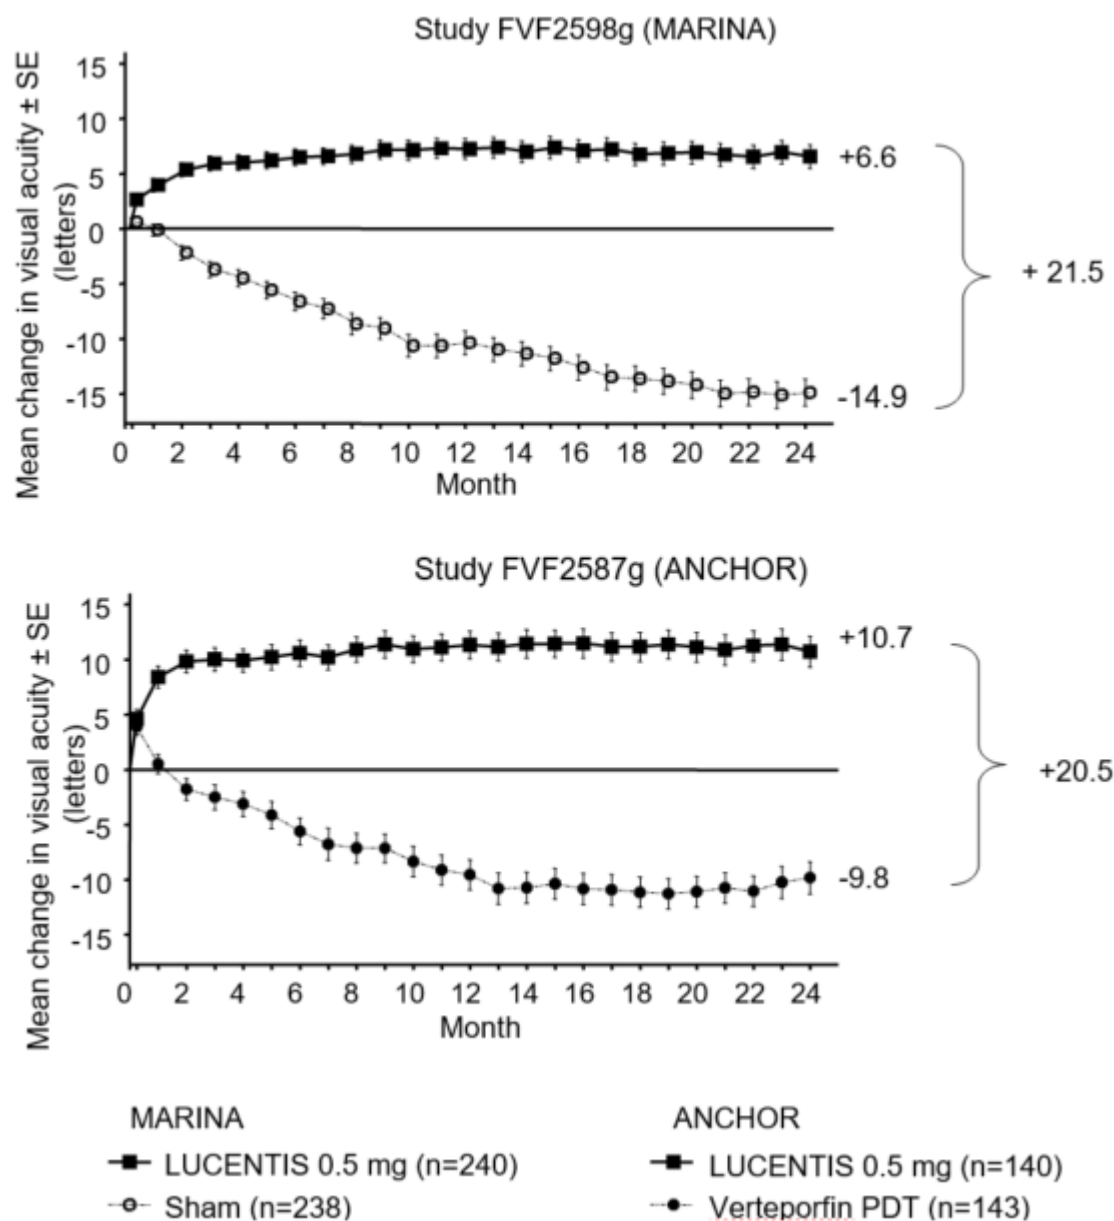 Study FVF2598g (MARINA)
Mean change in visual acuity ± SE
(letters)
15
10
5
0
-5
-10
-15
+6.6
+ 21.5
-14.9
0 2 4 6 8 10 12 14 16 18 20 22 24
Month
Study FVF2587g (ANCHOR)
Mean change in visual acuity ± SE
(letters)
15
10
5
0
-5
-10
-15
+10.7
+20.5
-9.8
0 2 4 6 8 10 12 14 16 18 20 22 24
Month
MARINA
LUCENTIS 0.5 mg (n=240)
Sham (n=238)
ANCHOR
LUCENTIS 0.5 mg (n=140)
Verteporfin PDT (n=143)